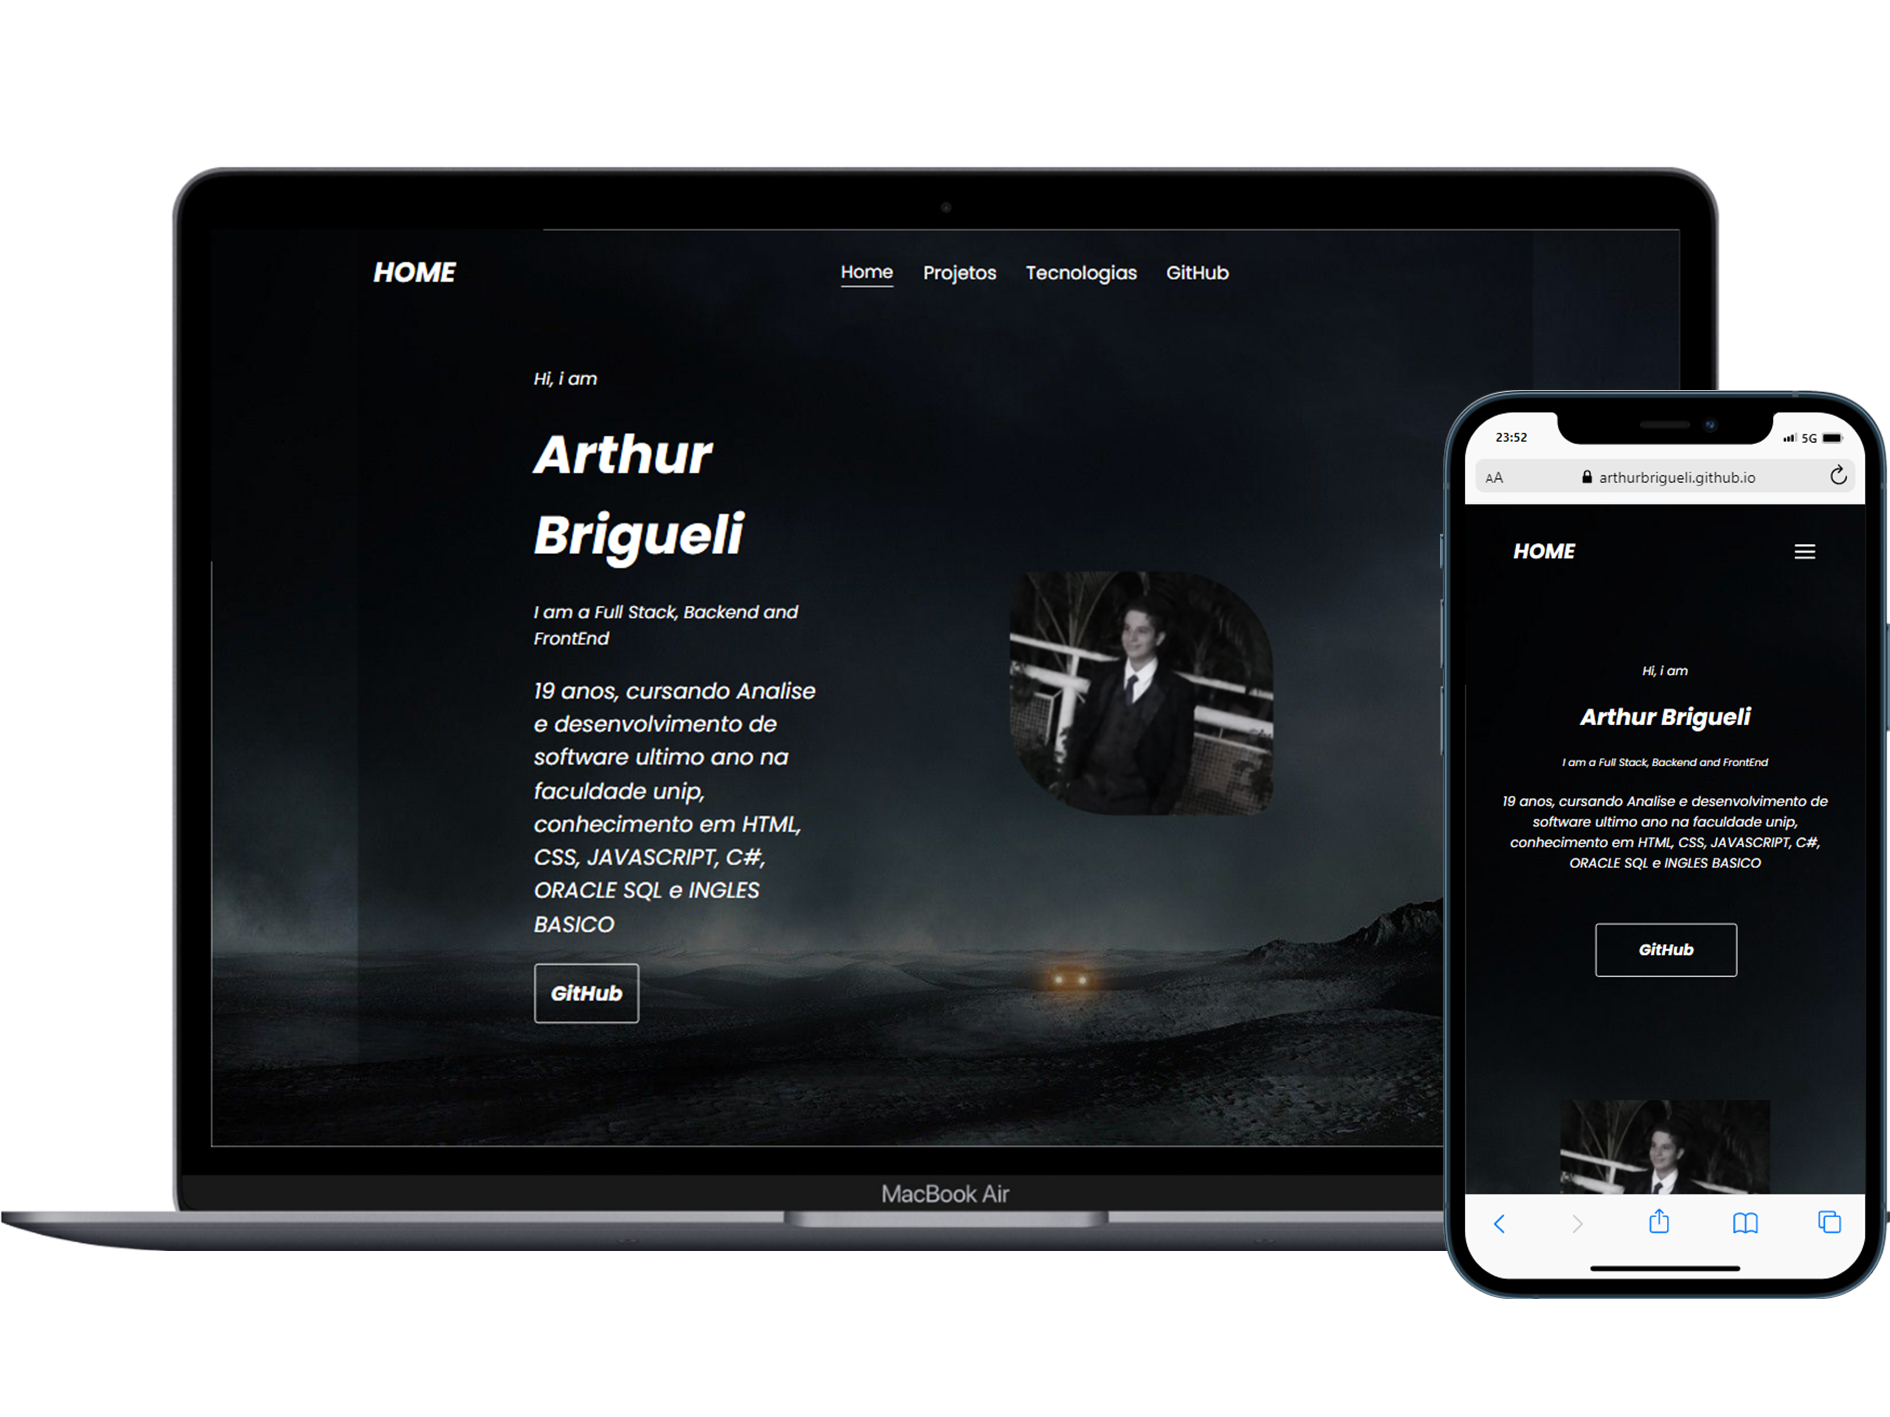 HOME
Home Projetos Tecnologias GitHub
Hi, i am
Arthur
Brigueli
I am a Full Stack, Backend and
FrontEnd
19 anos, cursando Analise
e desenvolvimento de
software ultimo ano na
faculdade unip,
conhecimento em HTML,
CSS, JAVASCRIPT, C#,
ORACLE SQL e INGLES
BASICO
GitHub
MacBook Air
23:52
5G
AA
arthurbrigueli.github.io
HOME
Hi, i am
Arthur Brigueli
I am a Full Stack, Backend and FrontEnd
19 anos, cursando Analise e desenvolvimento de
software ultimo ano na faculdade unip,
conhecimento em HTML, CSS, JAVASCRIPT, C#,
ORACLE SQL e INGLES BASICO
GitHub